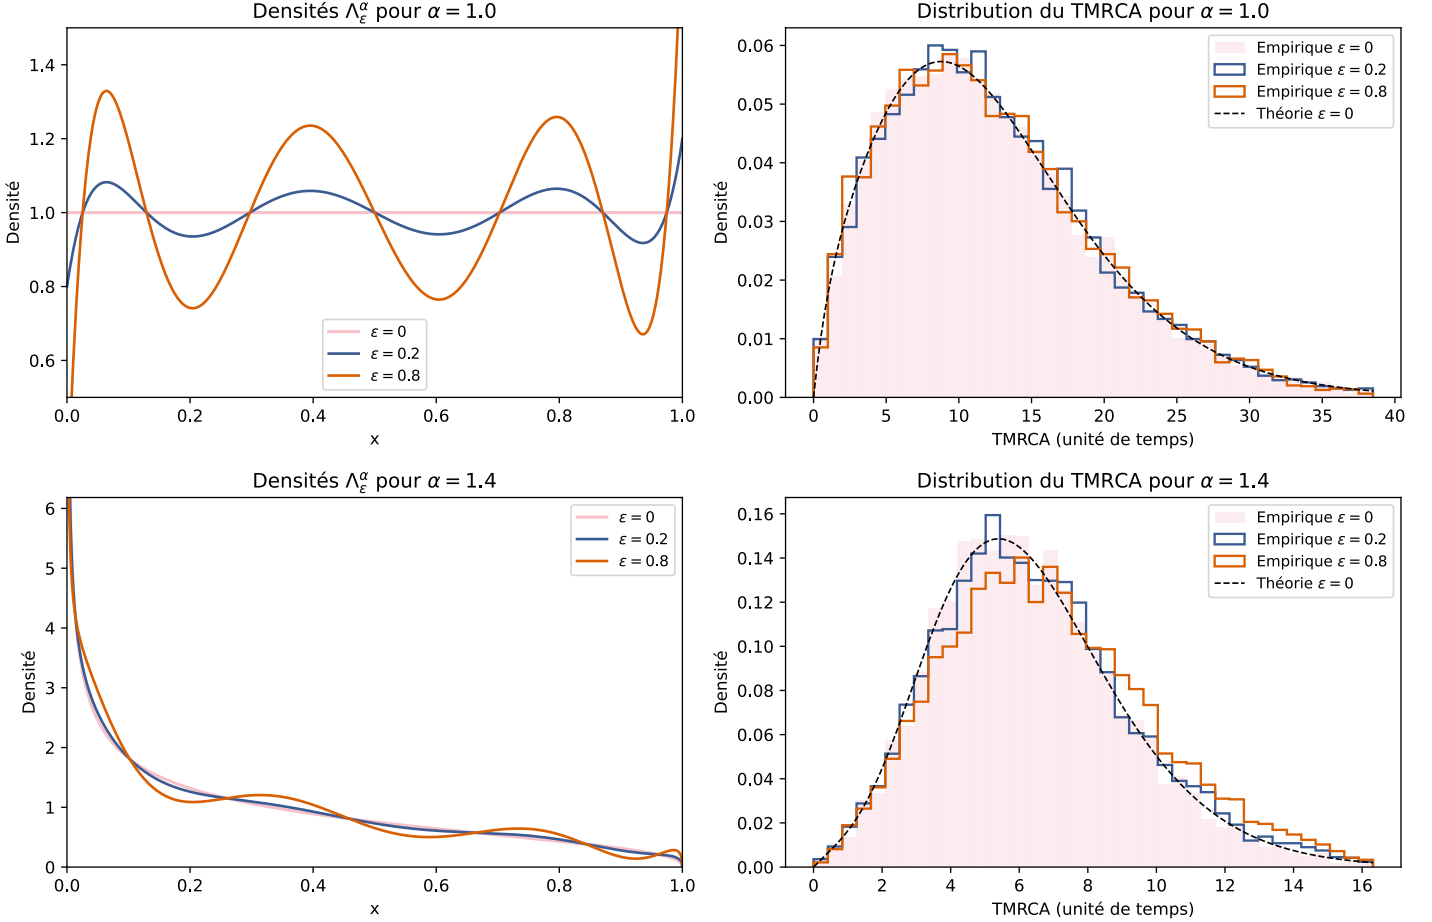 Densités Λ_ε^α pour α = 1.0
Densité
1.4
1.2
1.0
0.8
0.6
ε = 0
ε = 0.2
ε = 0.8
0.0 0.2 0.4 0.6 0.8 1.0
x
Distribution du TMRCA pour α = 1.0
Densité
0.06
0.05
0.04
0.03
0.02
0.01
0.00
Empirique ε = 0
Empirique ε = 0.2
Empirique ε = 0.8
Théorie ε = 0
0 5 10 15 20 25 30 35 40
TMRCA (unité de temps)
Densités Λ_ε^α pour α = 1.4
Densité
6
5
4
3
2
1
0
ε = 0
ε = 0.2
ε = 0.8
0.0 0.2 0.4 0.6 0.8 1.0
x
Distribution du TMRCA pour α = 1.4
Densité
0.16
0.14
0.12
0.10
0.08
0.06
0.04
0.02
0.00
Empirique ε = 0
Empirique ε = 0.2
Empirique ε = 0.8
Théorie ε = 0
0 2 4 6 8 10 12 14 16
TMRCA (unité de temps)